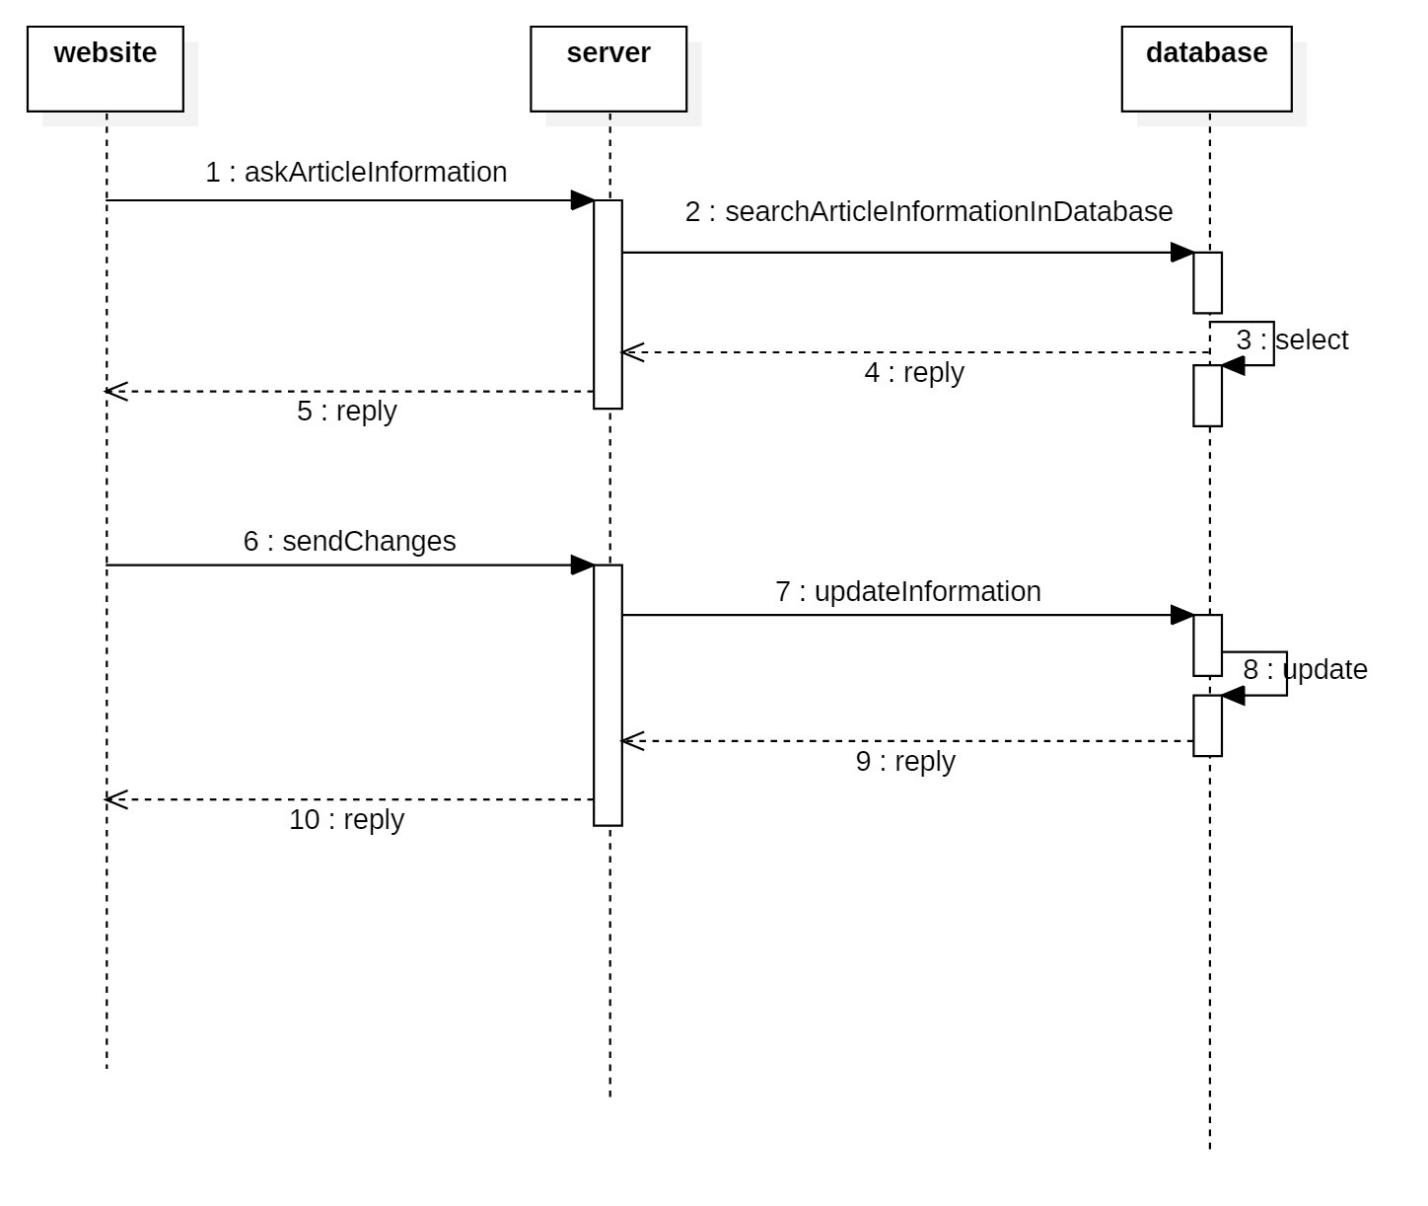 website
server
database
1 : askArticleInformation
2 : searchArticleInformationInDatabase
3 : select
4 : reply
5 : reply
6 : sendChanges
7 : updateInformation
8 : update
9 : reply
10 : reply